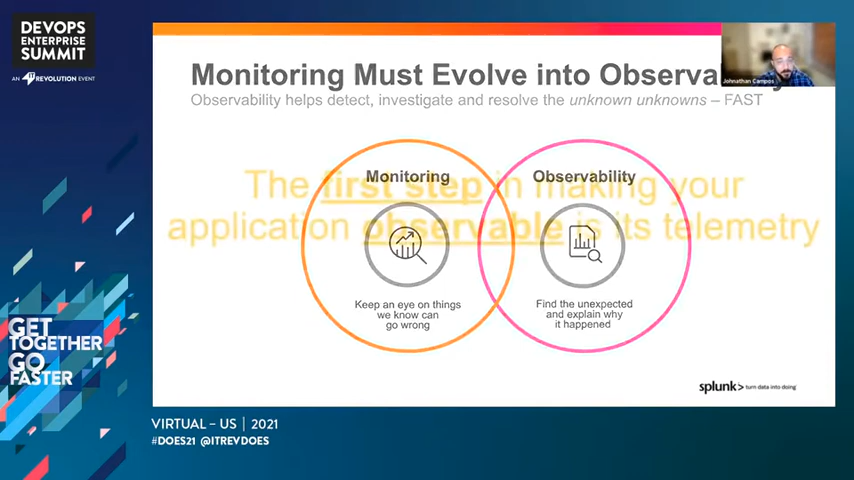 DEVOPS
ENTERPRISE
SUMMIT
AN IT REVOLUTION EVENT
Monitoring Must Evolve into
Observability helps detect, investigate and resolve the unknown unknowns – FAST
Johnathan Campos
Monitoring
Observability
The first step in making your
application observable is its telemetry
Keep an eye on things
we know can
go wrong
Find the unexpected
and explain why
it happened
splunk> turn data into doing
GET
TOGETHER
GO
FASTER
VIRTUAL – US | 2021
#DOES21 @ITREVDOES